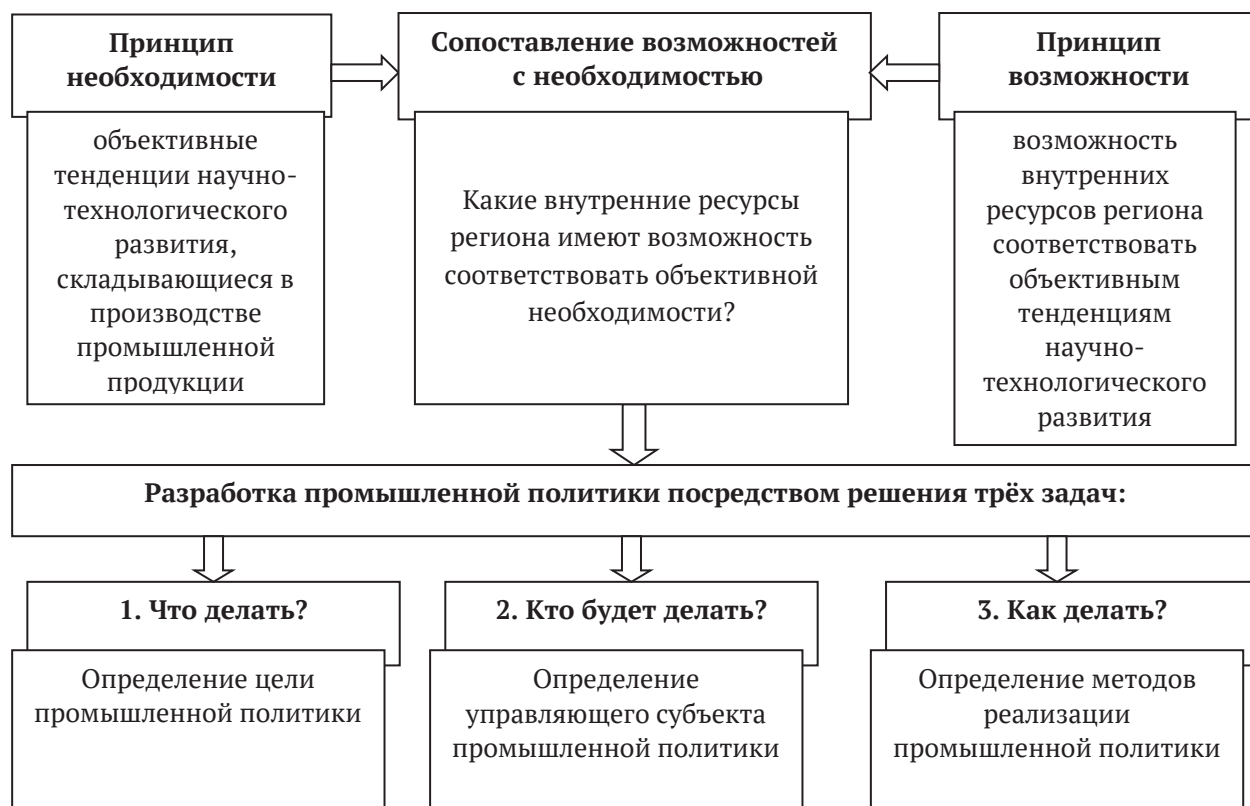 Принцип
необходимости
Сопоставление возможностей
с необходимостью
Принцип
возможности
объективные
тенденции научно-
технологического
развития,
складывающиеся в
производстве
промышленной
продукции
Какие внутренние ресурсы
региона имеют возможность
соответствовать объективной
необходимости?
возможность
внутренних
ресурсов региона
соответствовать
объективным
тенденциям
научно-
технологического
развития
Разработка промышленной политики посредством решения трёх задач:
1. Что делать?
2. Кто будет делать?
3. Как делать?
Определение цели
промышленной политики
Определение
управляющего субъекта
промышленной политики
Определение методов
реализации
промышленной политики